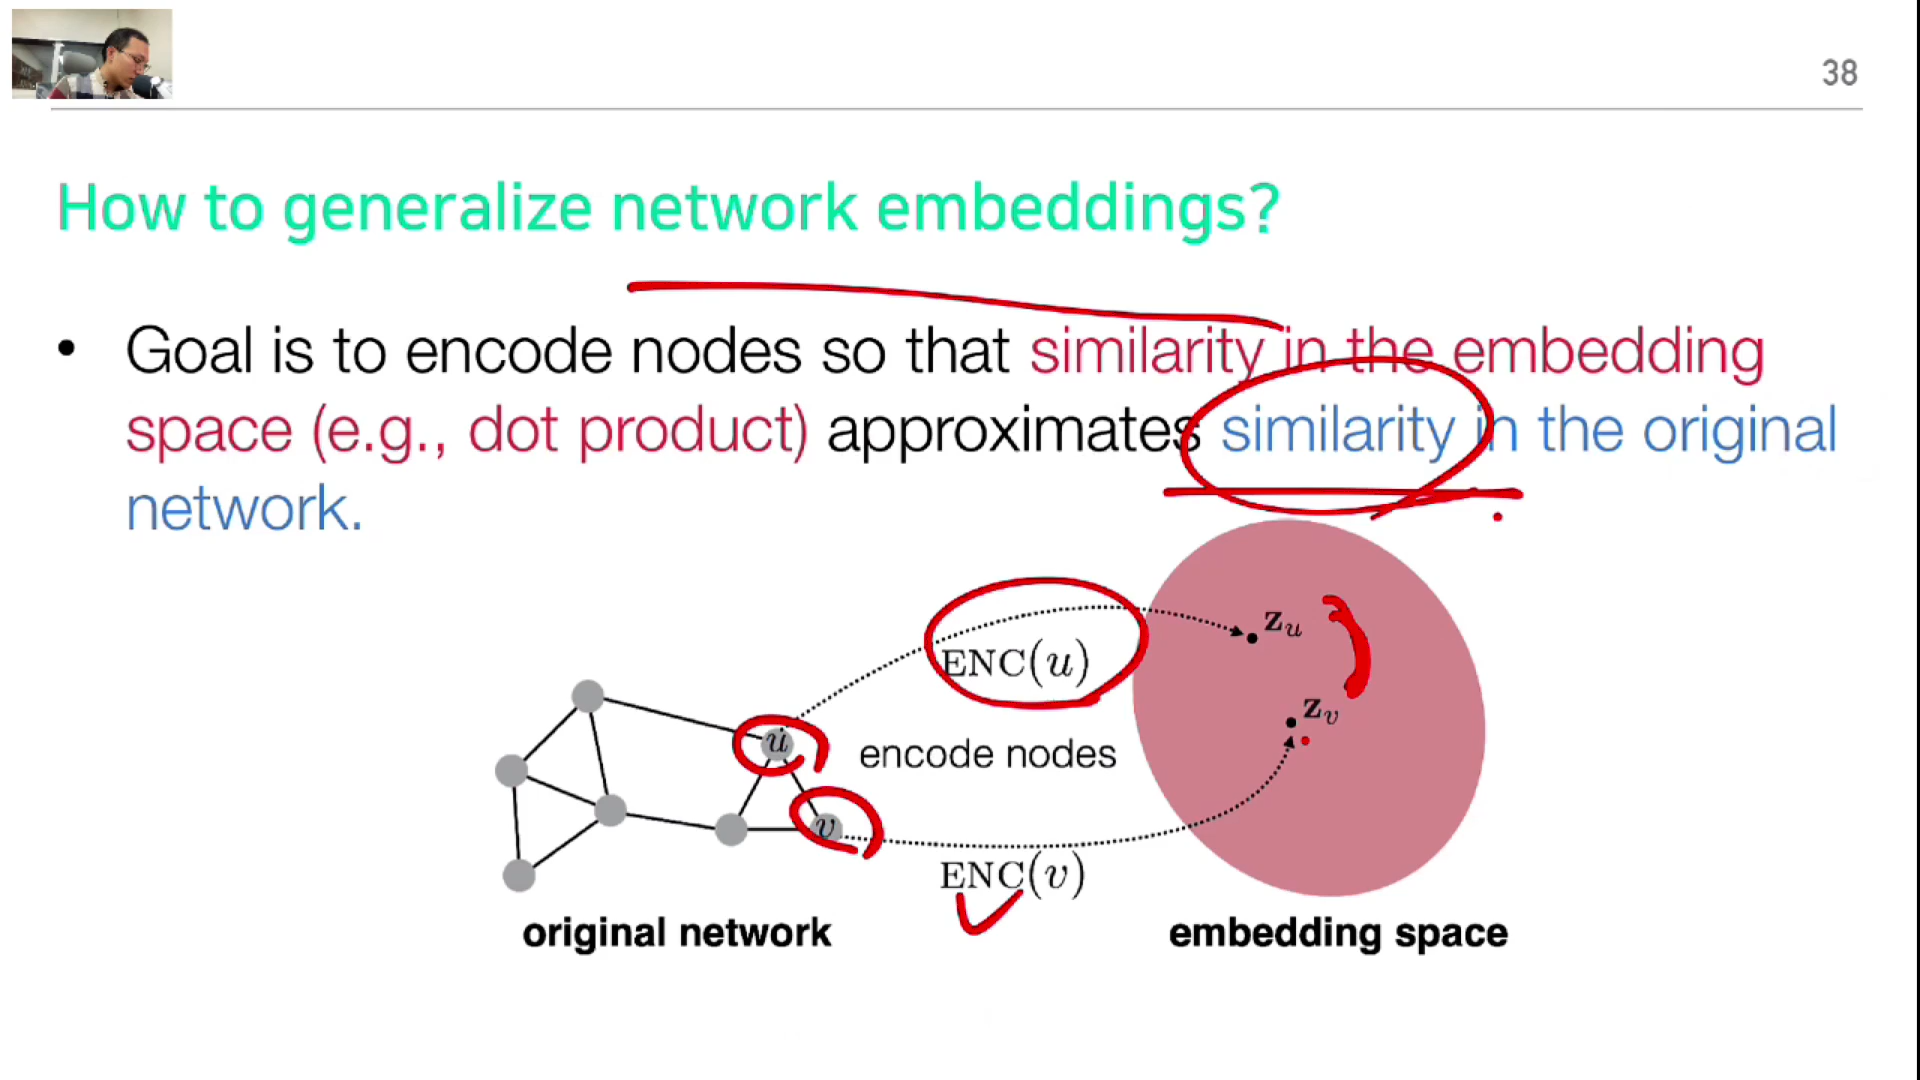 38
How to generalize network embeddings?
• Goal is to encode nodes so that similarity in the embedding
space (e.g., dot product) approximates similarity in the original
network.
z_u
ENC(u)
z_v
u
encode nodes
v
ENC(v)
original network
embedding space